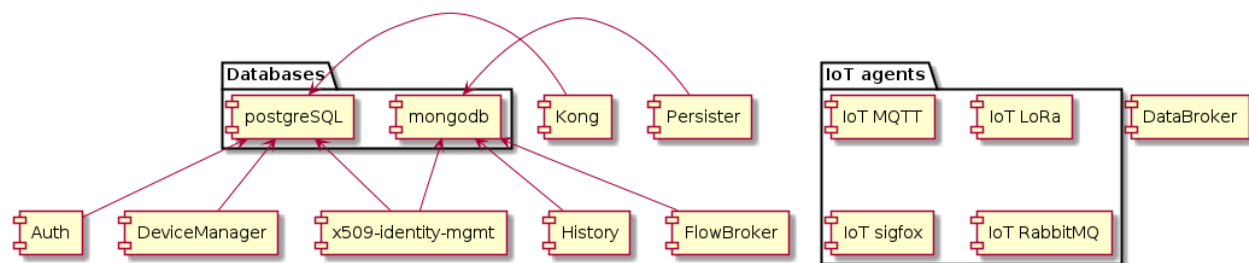 Databases
IoT agents
postgreSQL
mongodb
Kong
Persister
IoT MQTT
IoT LoRa
DataBroker
Auth
DeviceManager
x509-identity-mgmt
History
FlowBroker
IoT sigfox
IoT RabbitMQ